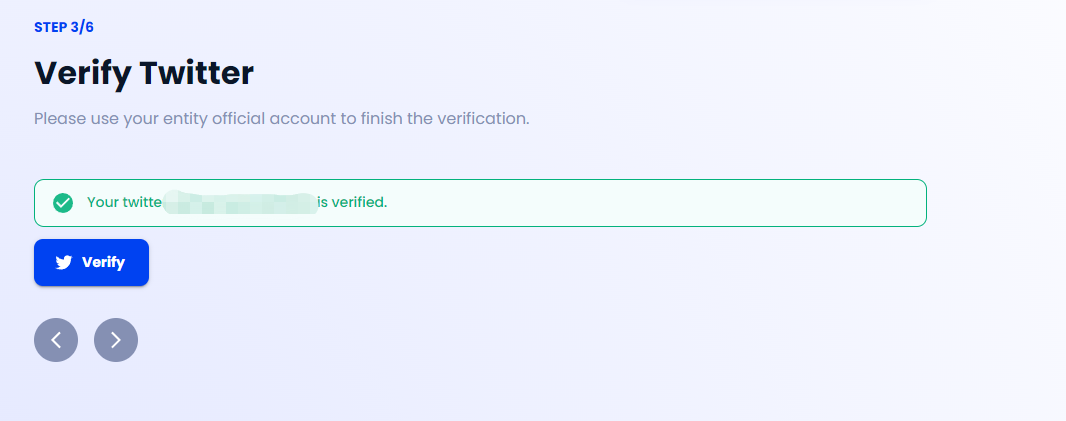 STEP 3/6
Verify Twitter
Please use your entity official account to finish the verification.
Your twitte is verified.
Verify